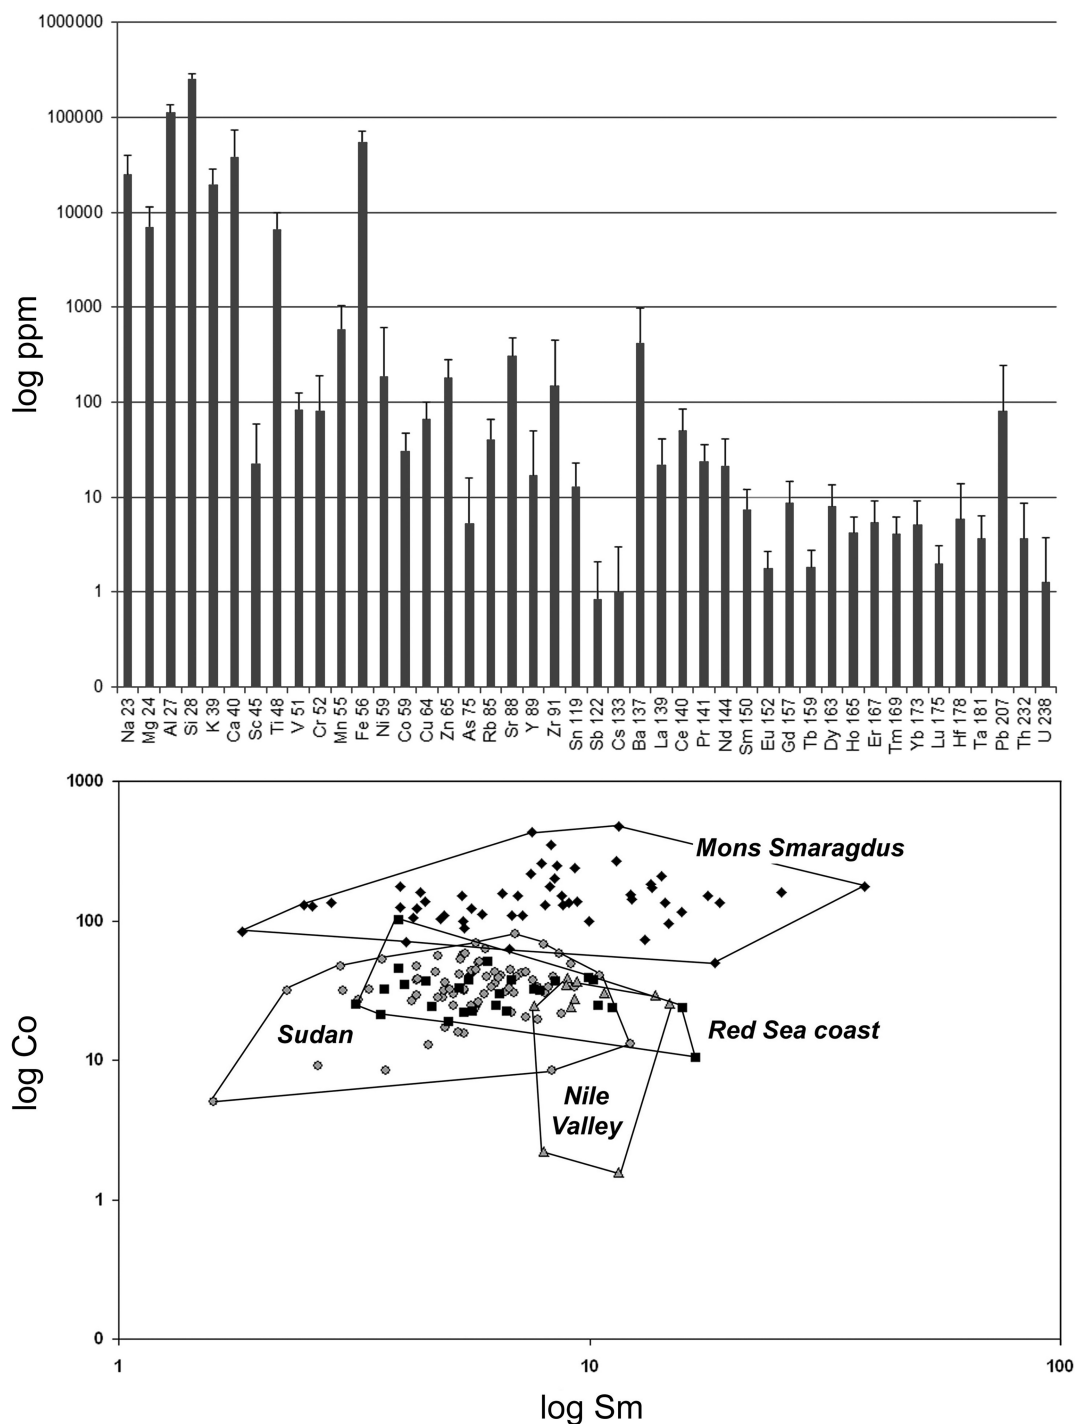 1000000
100000
10000
1000
100
10
1
0
log ppm
Na 23
Mg 24
Al 27
Si 28
K 39
Ca 40
Sc 45
Ti 48
V 51
Cr 52
Mn 55
Fe 56
Ni 59
Co 59
Cu 64
Zn 65
As 75
Rb 85
Sr 88
Y 89
Zr 91
Sn 119
Sb 122
Cs 133
Ba 137
La 139
Ce 140
Pr 141
Nd 144
Sm 150
Eu 152
Gd 157
Tb 159
Dy 163
Ho 165
Er 167
Tm 169
Yb 173
Lu 175
Hf 178
Ta 181
Pb 207
Th 232
U 238
1000
100
10
1
0
log Co
Mons Smaragdus
Sudan
Red Sea coast
Nile
Valley
1
10
100
log Sm